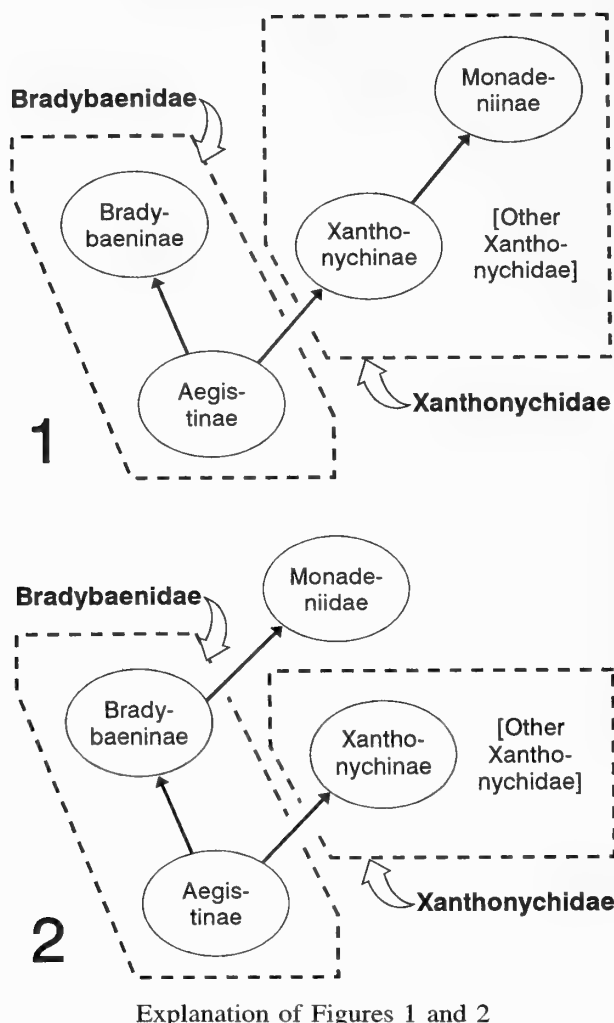 Monade-
niinae
Bradybaenidae
Brady-
baeninae
Xantho-
nychinae
[Other
Xantho-
nychidae]
Aegis-
tinae
Xanthonychidae
1
Monade-
niidae
Bradybaenidae
Brady-
baeninae
Xantho-
nychinae
[Other
Xantho-
nychidae]
Aegis-
tinae
Xanthonychidae
2
Explanation of Figures 1 and 2